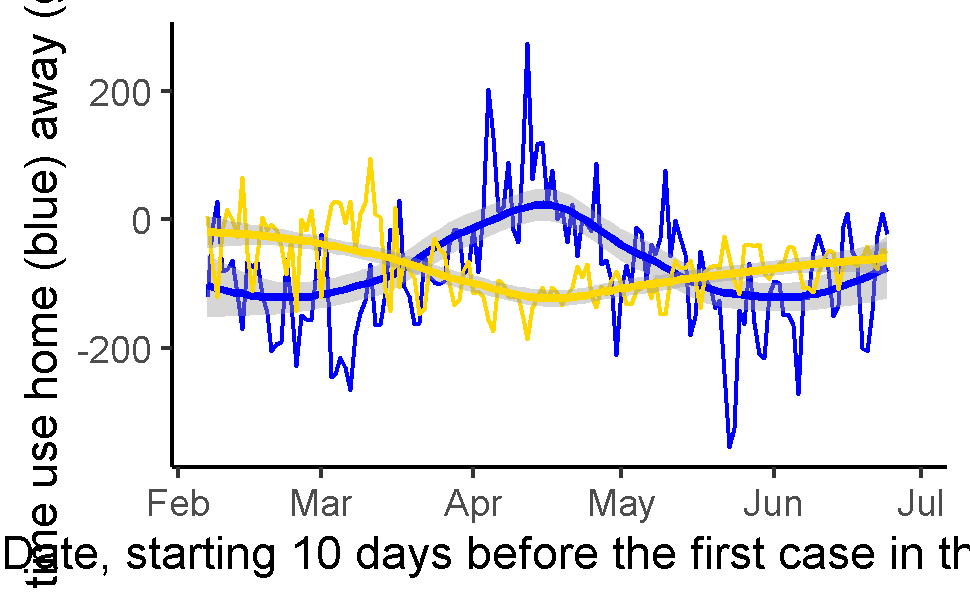 time use home (blue) away (
200
0
-200
Feb Mar Apr May Jun Jul
Date, starting 10 days before the first case in th